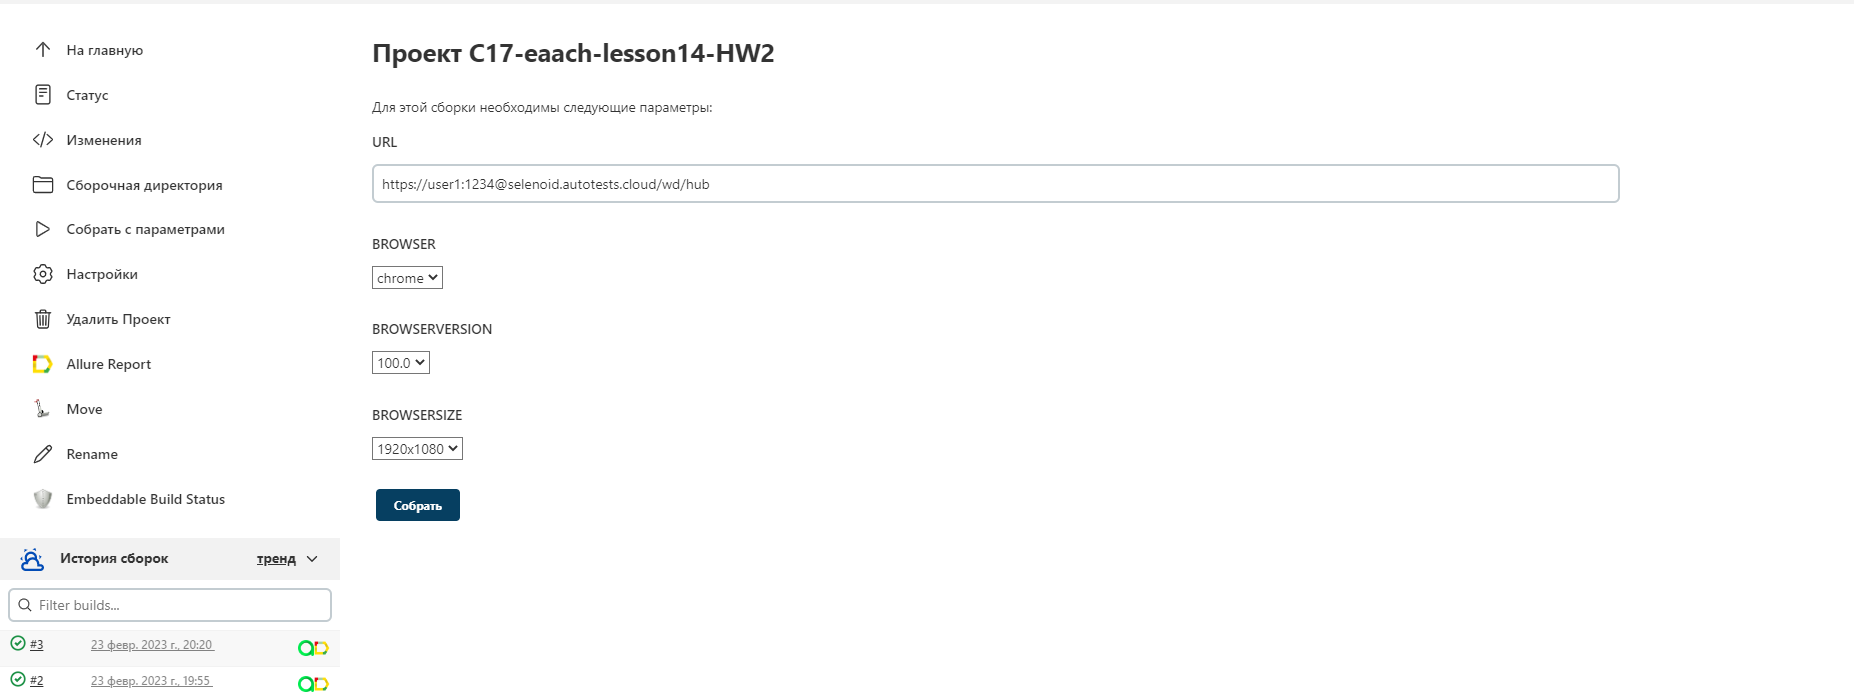 На главную
Статус
Изменения
Сборочная директория
Собрать с параметрами
Настройки
Удалить Проект
Allure Report
Move
Rename
Embeddable Build Status
История сборок
тренд
Filter builds...
#3 23 февр. 2023 г., 20:20
#2 23 февр. 2023 г., 19:55
Проект C17-eaach-lesson14-HW2
Для этой сборки необходимы следующие параметры:
URL
https://user1:1234@selenoid.autotests.cloud/wd/hub
BROWSER
chrome
BROWSERVERSION
100.0
BROWSERSIZE
1920x1080
Собрать